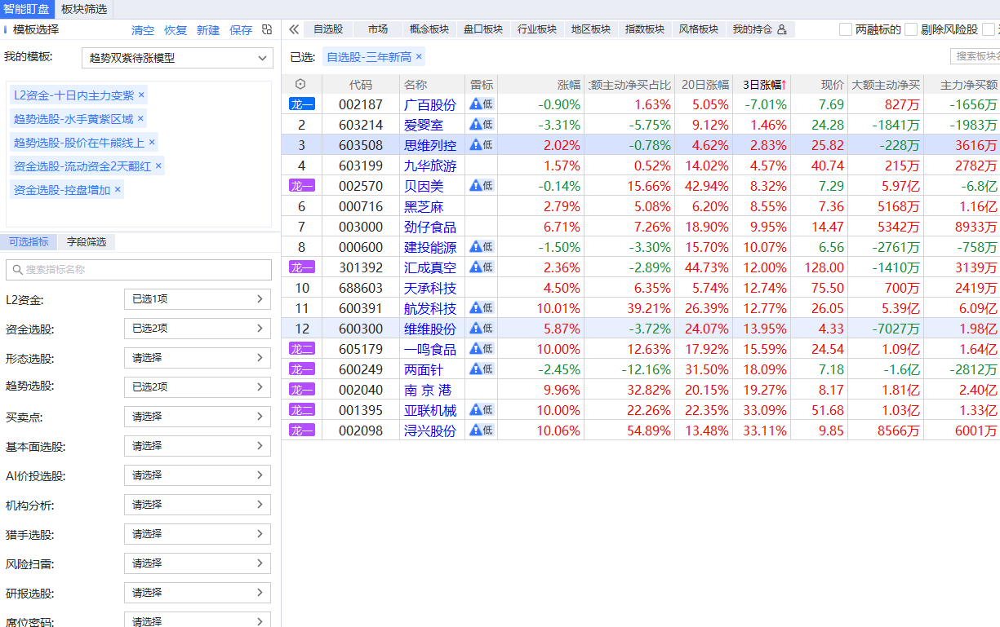 智能盯盘 板块筛选
模板选择 清空 恢复 新建 保存
我的模板: 趋势双紫待涨模型
L2资金-十日内主力变紫 ×
趋势选股-水手黄紫区域 ×
趋势选股-股价在牛能线上 ×
资金选股-流动资金2天翻红 ×
资金选股-控盘增加 ×
可选指标 字段筛选
搜索指标名称
L2资金: 已选1项
资金选股: 已选2项
形态选股: 请选择
趋势选股: 已选2项
买卖点: 请选择
基本面选股: 请选择
AI价投选股: 请选择
机构分析: 请选择
猎手选股: 请选择
风险扫雷: 请选择
研报选股: 请选择
席位密码: 请选择
自选股 市场 概念板块 盘口板块 行业板块 地区板块 指数板块 风格板块 我的持仓 两融标的 剔除风险股
已选: 自选股-三年新高 × 搜索板块名
代码 名称 雷标 涨幅 额主动净买占比 20日涨幅 3日涨幅↑ 现价 大额主动净买 主力净买额
龙一 002187 广百股份 低 -0.90% 1.63% 5.05% -7.01% 7.69 827万 -1656万
2 603214 爱婴室 低 -3.31% -5.75% 9.12% 1.46% 24.28 -1841万 -1983万
3 603508 思维列控 低 2.02% -0.78% 4.62% 2.83% 25.82 -228万 3616万
4 603199 九华旅游 1.57% 0.52% 14.02% 4.57% 40.74 215万 2782万
龙一 002570 贝因美 低 -0.14% 15.66% 42.94% 8.32% 7.29 5.97亿 -6.8亿
6 000716 黑芝麻 2.79% 5.08% 6.20% 8.55% 7.36 5168万 1.16亿
7 003000 劲仔食品 6.71% 7.26% 18.90% 9.95% 14.47 5342万 8933万
8 000600 建投能源 低 -1.50% -3.30% 15.70% 10.07% 6.56 -2761万 -758万
龙一 301392 汇成真空 低 2.36% -2.89% 44.73% 12.00% 128.00 -1410万 3139万
10 688603 天承科技 4.50% 6.35% 5.74% 12.74% 75.50 700万 2419万
11 600391 航发科技 低 10.01% 39.21% 26.39% 12.77% 26.05 5.39亿 6.09亿
12 600300 维维股份 低 5.87% -3.72% 24.07% 13.95% 4.33 -7027万 1.98亿
龙二 605179 一鸣食品 低 10.00% 12.63% 17.92% 15.59% 24.54 1.09亿 1.64亿
龙一 600249 两面针 低 -2.45% -12.16% 31.50% 18.09% 7.18 -1.6亿 -2812万
龙一 002040 南京港 9.96% 32.82% 20.15% 19.27% 8.17 1.81亿 2.40亿
龙二 001395 亚联机械 低 10.00% 22.26% 22.35% 33.09% 51.68 1.03亿 1.33亿
龙一 002098 浔兴股份 低 10.06% 54.89% 13.48% 33.11% 9.85 8566万 6001万